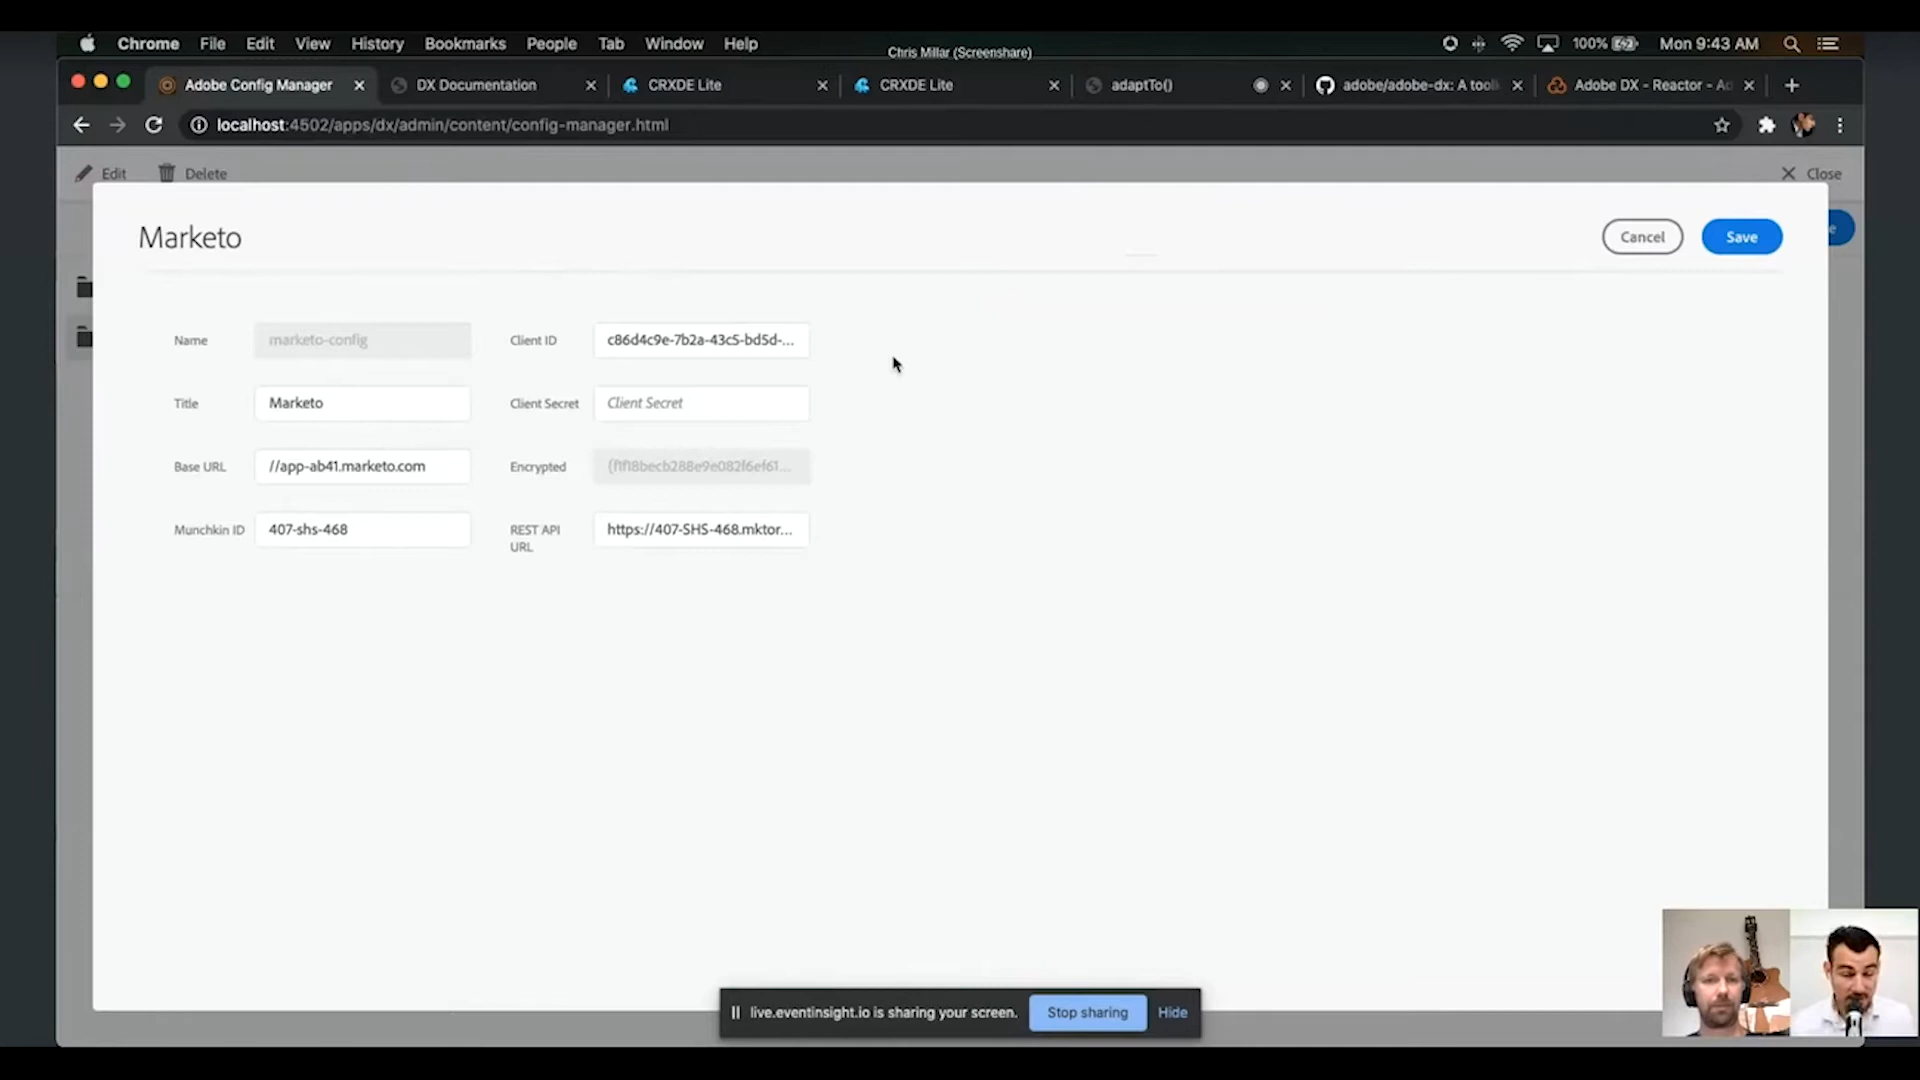 Chrome File Edit View History Bookmarks People Tab Window Help
Chris Millar (Screenshare)
100% Mon 9:43 AM
Adobe Config Manager DX Documentation CRXDE Lite CRXDE Lite adaptTo() adobe/adobe-dx: A tool Adobe DX - Reactor - Ad
localhost:4502/apps/dx/admin/content/config-manager.html
Edit Delete Close
Marketo Cancel Save
Name marketo-config Client ID c86d4c9e-7b2a-43c5-bd5d-...
Title Marketo Client Secret Client Secret
Base URL //app-ab41.marketo.com Encrypted
Munchkin ID 407-shs-468 REST API URL https://407-SHS-468.mktor...
live.eventinsight.io is sharing your screen. Stop sharing Hide